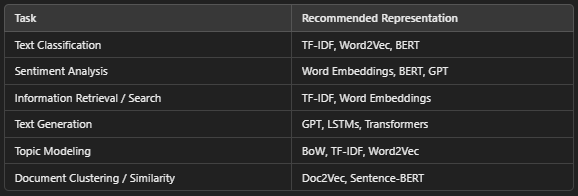 Task Recommended Representation
Text Classification TF-IDF, Word2Vec, BERT
Sentiment Analysis Word Embeddings, BERT, GPT
Information Retrieval / Search TF-IDF, Word Embeddings
Text Generation GPT, LSTMs, Transformers
Topic Modeling BoW, TF-IDF, Word2Vec
Document Clustering / Similarity Doc2Vec, Sentence-BERT